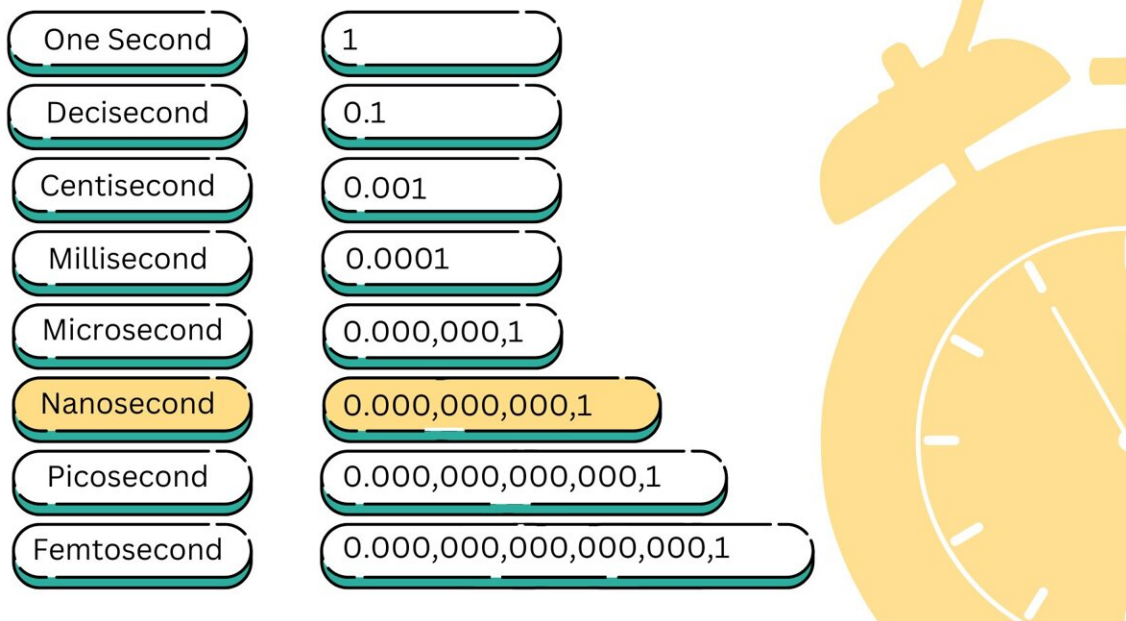 One Second 1
Decisecond 0.1
Centisecond 0.001
Millisecond 0.0001
Microsecond 0.000,000,1
Nanosecond 0.000,000,000,1
Picosecond 0.000,000,000,000,1
Femtosecond 0.000,000,000,000,000,1